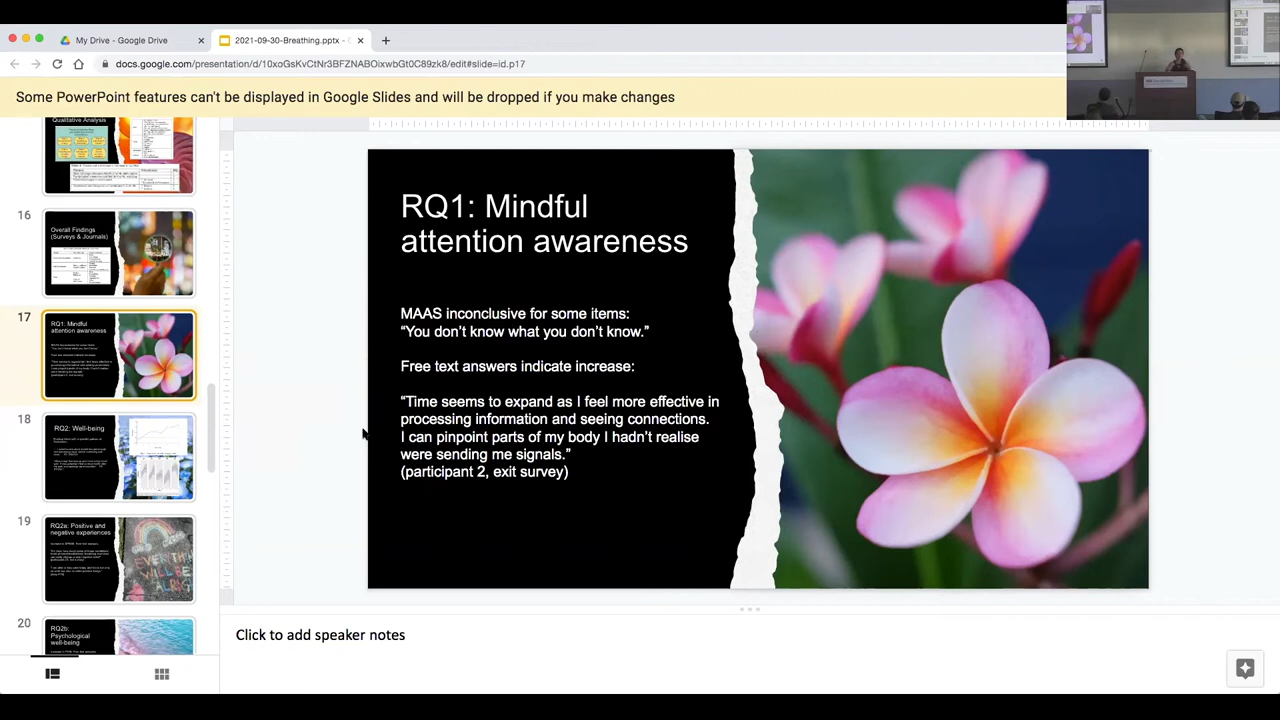 My Drive - Google Drive
2021-09-30-Breathing.pptx -
docs.google.com/presentation/d/10xoGsKvCtNr3BFZNABOixwbGt0C89zk8/edit#slide=id.p17
Some PowerPoint features can't be displayed in Google Slides and will be dropped if you make changes
Qualitative Analysis
16
Overall Findings
(Surveys & Journals)
17
RQ1: Mindful
attention awareness
18
RQ2: Well-being
19
RQ2a: Positive and
negative experiences
20
RQ2b:
Psychological
well-being
RQ1: Mindful
attention awareness
MAAS inconclusive for some items:
“You don’t know what you don’t know.”
Free text answer indicate increase:
“Time seems to expand as I feel more effective in
processing information and seeing connections.
I can pinpoint areas of my body I hadn’t realise
were sending me signals.”
(participant 2, exit survey)
Click to add speaker notes